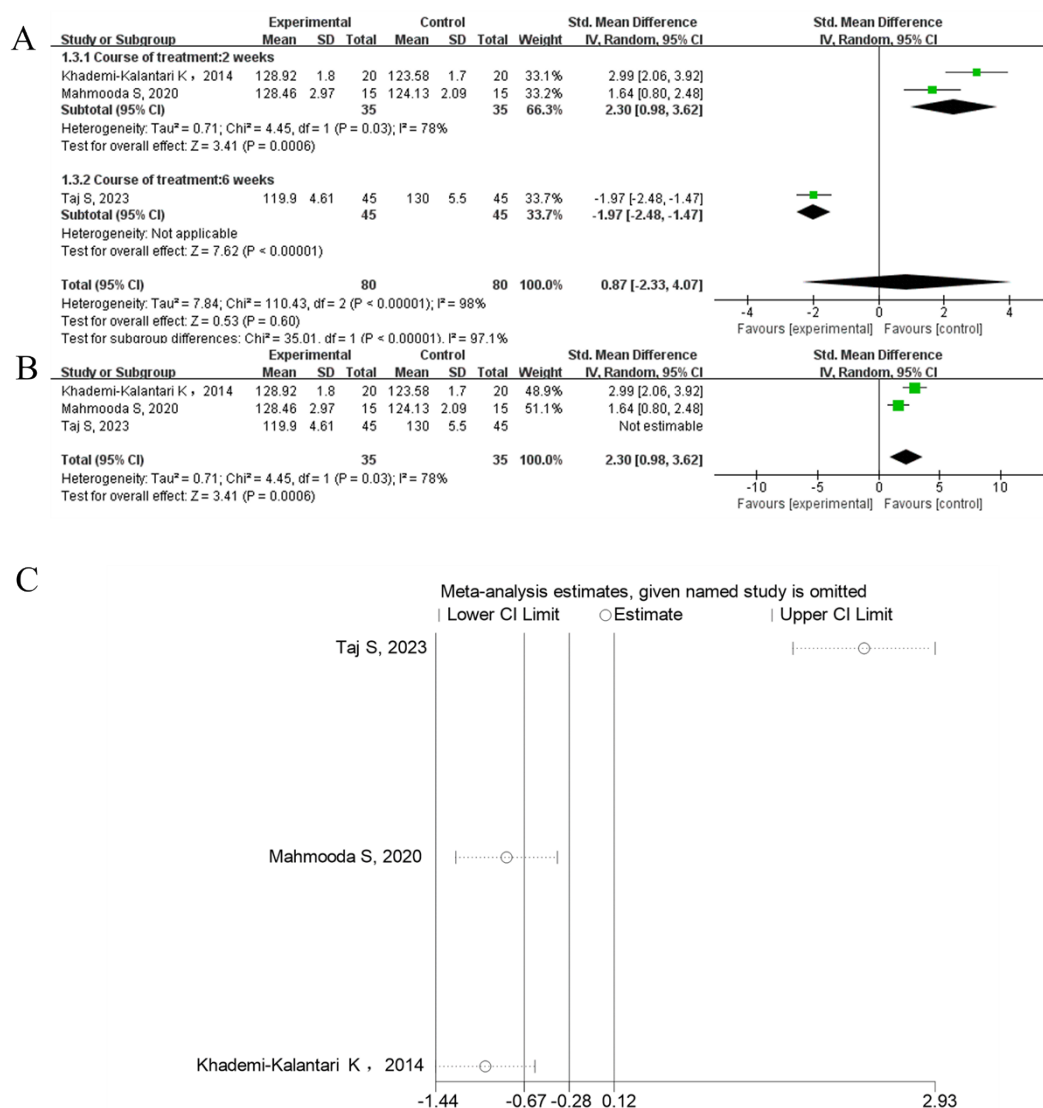 A
Experimental Control Std. Mean Difference Std. Mean Difference
Study or Subgroup Mean SD Total Mean SD Total Weight IV, Random, 95% CI IV, Random, 95% CI
1.3.1 Course of treatment:2 weeks
Khademi-Kalantari K，2014 128.92 1.8 20 123.58 1.7 20 33.1% 2.99 [2.06, 3.92]
Mahmooda S, 2020 128.46 2.97 15 124.13 2.09 15 33.2% 1.64 [0.80, 2.48]
Subtotal (95% CI) 35 35 66.3% 2.30 [0.98, 3.62]
Heterogeneity: Tau² = 0.71; Chi² = 4.45, df = 1 (P = 0.03); I² = 78%
Test for overall effect: Z = 3.41 (P = 0.0006)
1.3.2 Course of treatment:6 weeks
Taj S, 2023 119.9 4.61 45 130 5.5 45 33.7% -1.97 [-2.48, -1.47]
Subtotal (95% CI) 45 45 33.7% -1.97 [-2.48, -1.47]
Heterogeneity: Not applicable
Test for overall effect: Z = 7.62 (P < 0.00001)
Total (95% CI) 80 80 100.0% 0.87 [-2.33, 4.07]
Heterogeneity: Tau² = 7.84; Chi² = 110.43, df = 2 (P < 0.00001); I² = 98%
Test for overall effect: Z = 0.53 (P = 0.60)
Test for subgroup differences: Chi² = 35.01, df = 1 (P < 0.00001), I² = 97.1%
-4 -2 0 2 4
Favours [experimental] Favours [control]
B
Experimental Control Std. Mean Difference Std. Mean Difference
Study or Subgroup Mean SD Total Mean SD Total Weight IV, Random, 95% CI IV, Random, 95% CI
Khademi-Kalantari K，2014 128.92 1.8 20 123.58 1.7 20 48.9% 2.99 [2.06, 3.92]
Mahmooda S, 2020 128.46 2.97 15 124.13 2.09 15 51.1% 1.64 [0.80, 2.48]
Taj S, 2023 119.9 4.61 45 130 5.5 45 Not estimable
Total (95% CI) 35 35 100.0% 2.30 [0.98, 3.62]
Heterogeneity: Tau² = 0.71; Chi² = 4.45, df = 1 (P = 0.03); I² = 78%
Test for overall effect: Z = 3.41 (P = 0.0006)
-10 -5 0 5 10
Favours [experimental] Favours [control]
C
Meta-analysis estimates, given named study is omitted
Lower CI Limit Estimate Upper CI Limit
Taj S, 2023
Mahmooda S, 2020
Khademi-Kalantari K，2014
-1.44 -0.67 -0.28 0.12 2.93